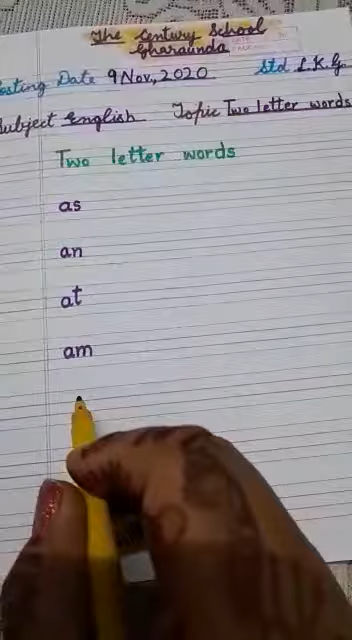 The Century School
Gharaunda
osting Date 9 Nov, 2020 Std L.K.G.
Subject English Topic Two letter words
Two letter words
as
an
at
am